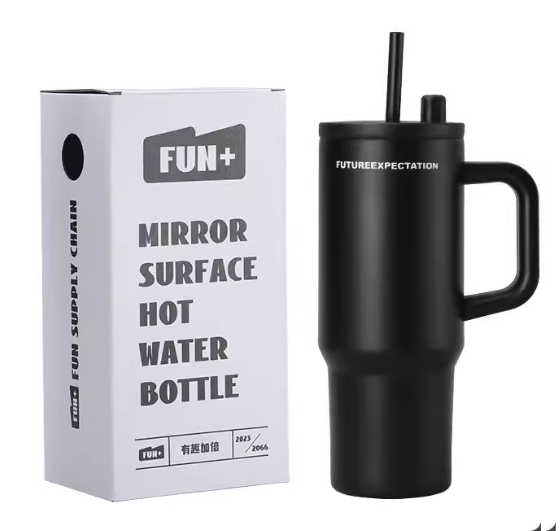 FUN+
MIRROR
SURFACE
HOT
WATER
BOTTLE
FUN+
有趣加倍
2025/2066
FUN+ FUN SUPPLY CHAIN
FUTUREEXPECTATION